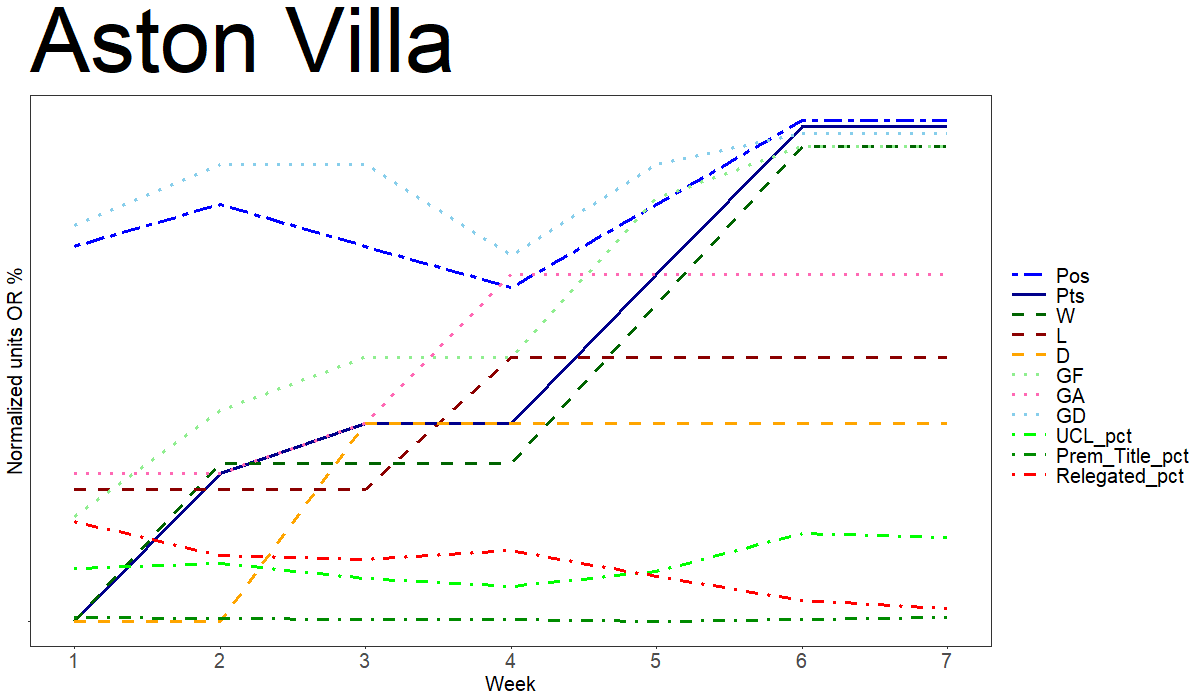 Aston Villa
Normalized units OR %
1 2 3 4 5 6 7
Week
Pos
Pts
W
L
D
GF
GA
GD
UCL_pct
Prem_Title_pct
Relegated_pct